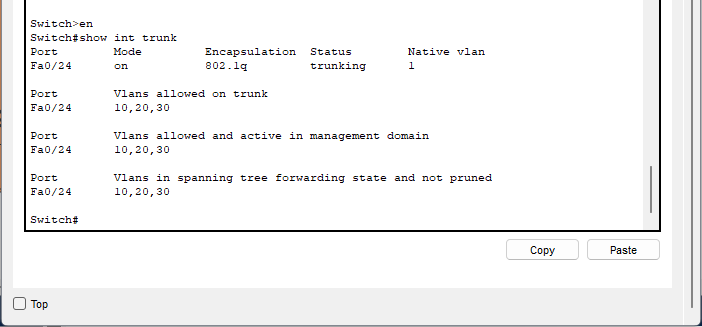 Switch>en
Switch#show int trunk
Port        Mode         Encapsulation  Status        Native vlan
Fa0/24      on           802.1q         trunking      1
Port        Vlans allowed on trunk
Fa0/24      10,20,30
Port        Vlans allowed and active in management domain
Fa0/24      10,20,30
Port        Vlans in spanning tree forwarding state and not pruned
Fa0/24      10,20,30
Switch#
Copy Paste
Top